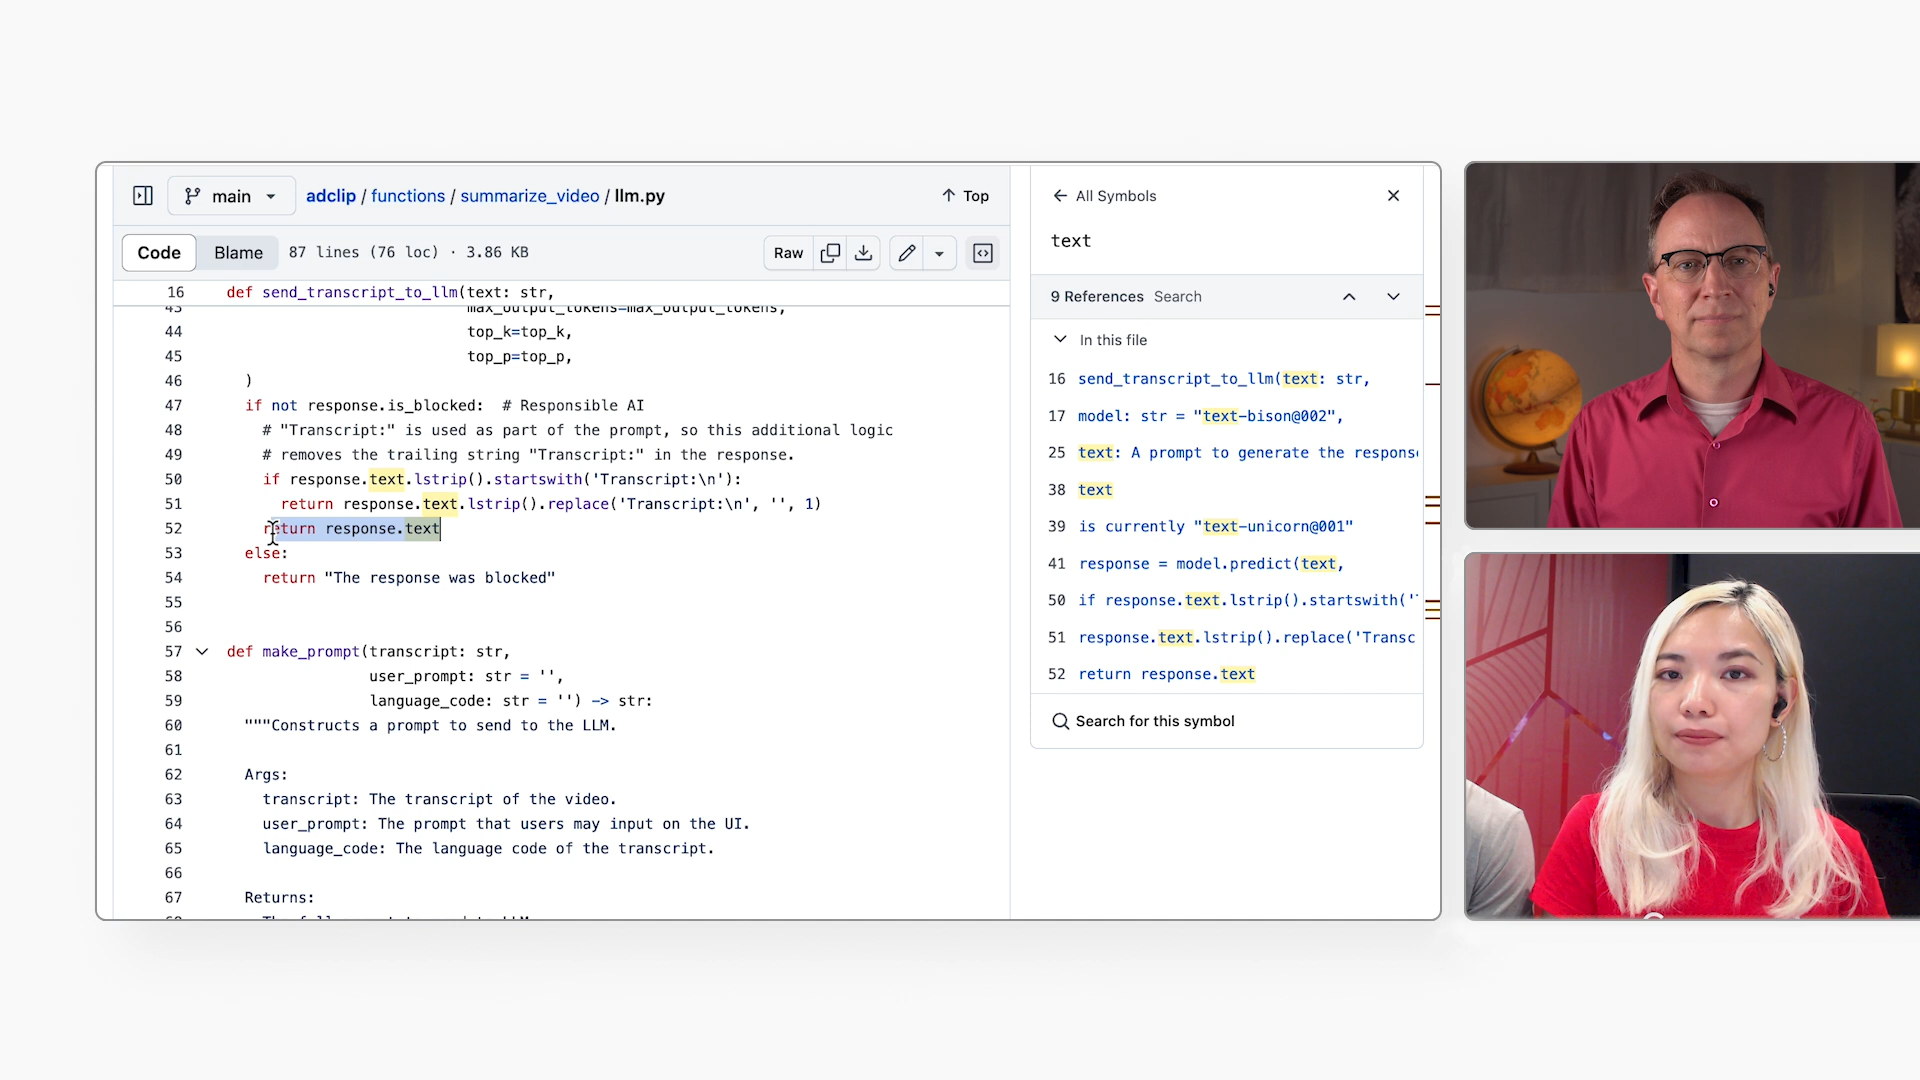 main
adclip / functions / summarize_video / llm.py
Top
Code
Blame
87 lines (76 loc) · 3.86 KB
Raw
16 def send_transcript_to_llm(text: str,
43 max_output_tokens=max_output_tokens,
44 top_k=top_k,
45 top_p=top_p,
46 )
47 if not response.is_blocked:  # Responsible AI
48 # "Transcript:" is used as part of the prompt, so this additional logic
49 # removes the trailing string "Transcript:" in the response.
50 if response.text.lstrip().startswith('Transcript:\n'):
51 return response.text.lstrip().replace('Transcript:\n', '', 1)
52 return response.text
53 else:
54 return "The response was blocked"
55
56
57 def make_prompt(transcript: str,
58 user_prompt: str = '',
59 language_code: str = '') -> str:
60 """Constructs a prompt to send to the LLM.
61
62 Args:
63 transcript: The transcript of the video.
64 user_prompt: The prompt that users may input on the UI.
65 language_code: The language code of the transcript.
66
67 Returns:
All Symbols
text
9 References Search
In this file
16 send_transcript_to_llm(text: str,
17 model: str = "text-bison@002",
25 text: A prompt to generate the response
38 text
39 is currently "text-unicorn@001"
41 response = model.predict(text,
50 if response.text.lstrip().startswith('
51 response.text.lstrip().replace('Transc
52 return response.text
Search for this symbol